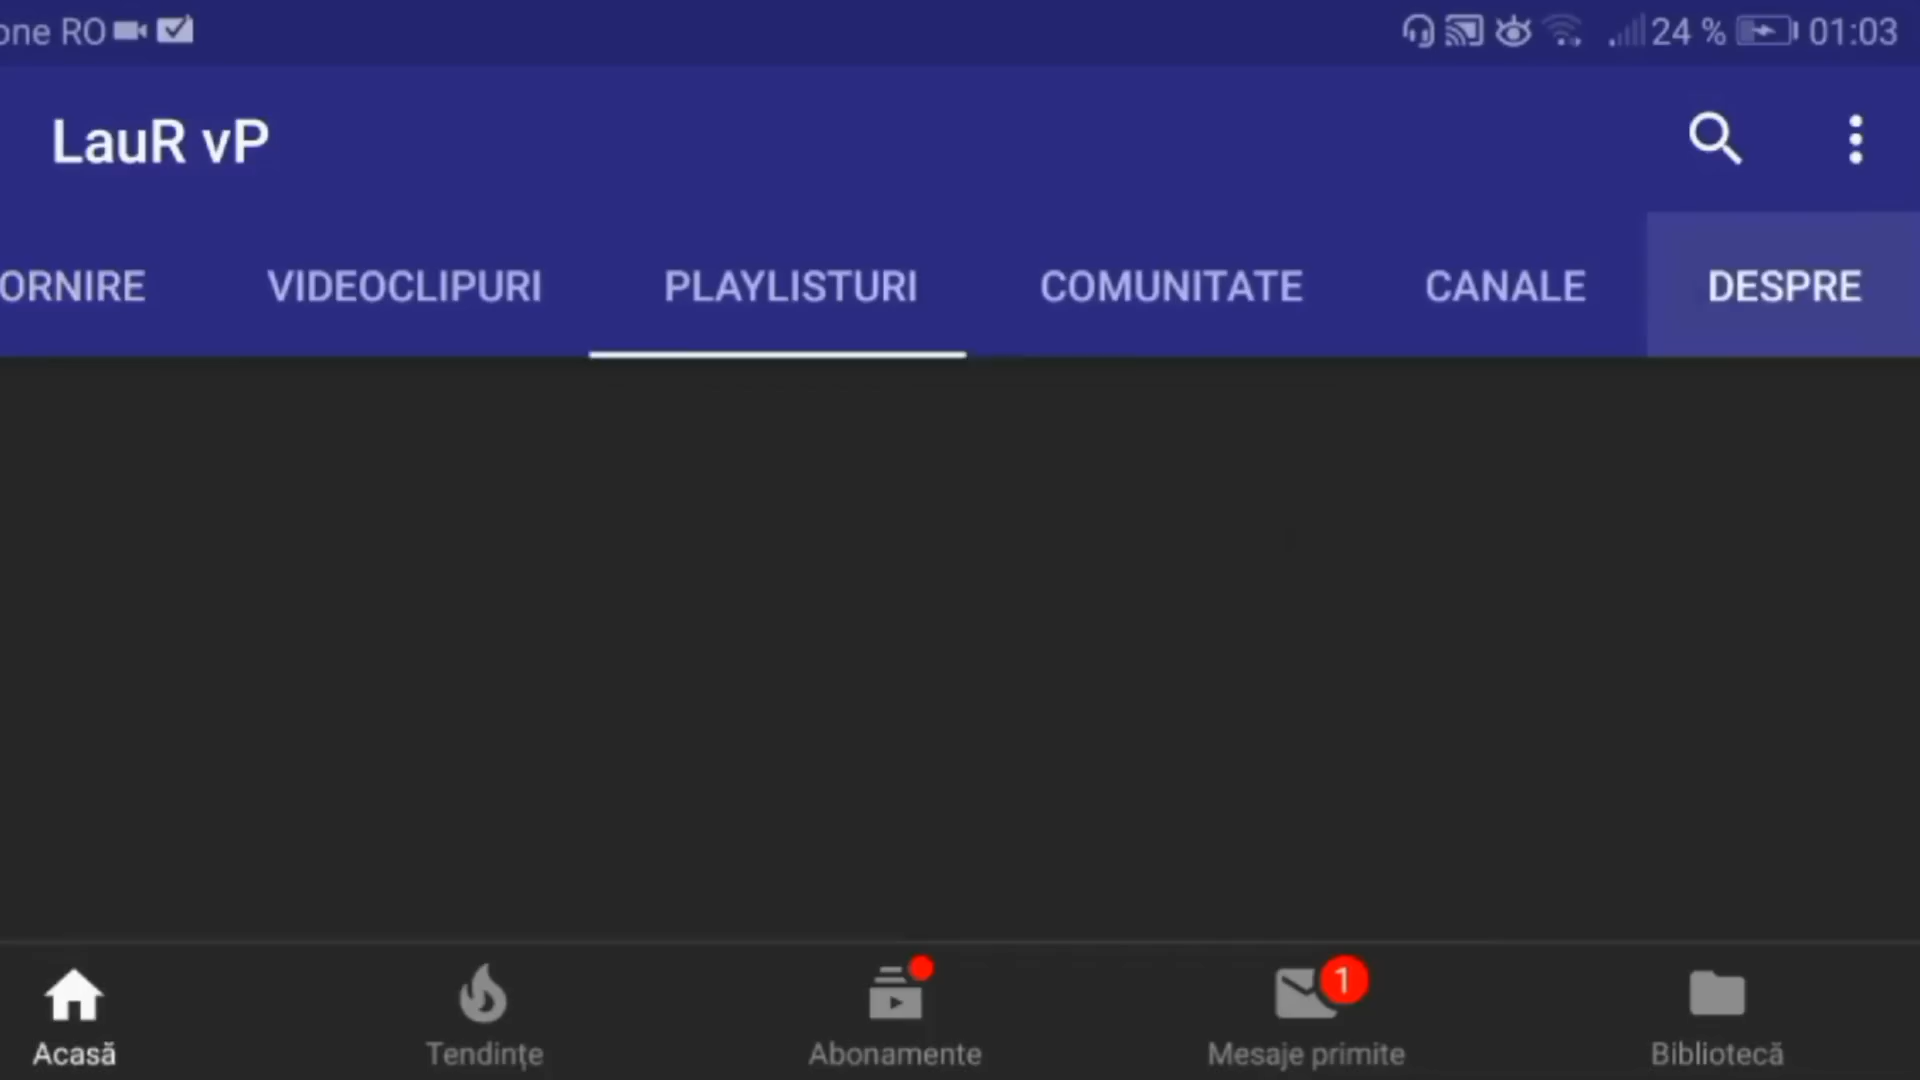 one RO 24 % 01:03
LauR vP
ORNIRE VIDEOCLIPURI PLAYLISTURI COMUNITATE CANALE DESPRE
1
Acasă Tendințe Abonamente Mesaje primite Bibliotecă